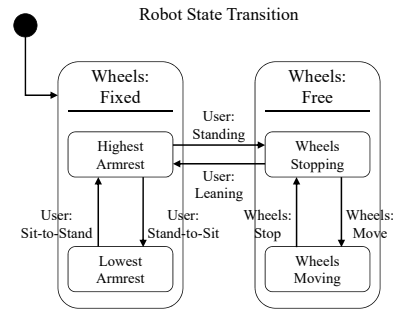 Robot State Transition
Wheels:
Fixed
Wheels:
Free
User:
Standing
Highest
Armrest
Wheels
Stopping
User:
Leaning
User:
Sit-to-Stand
User:
Stand-to-Sit
Wheels:
Stop
Wheels:
Move
Lowest
Armrest
Wheels
Moving